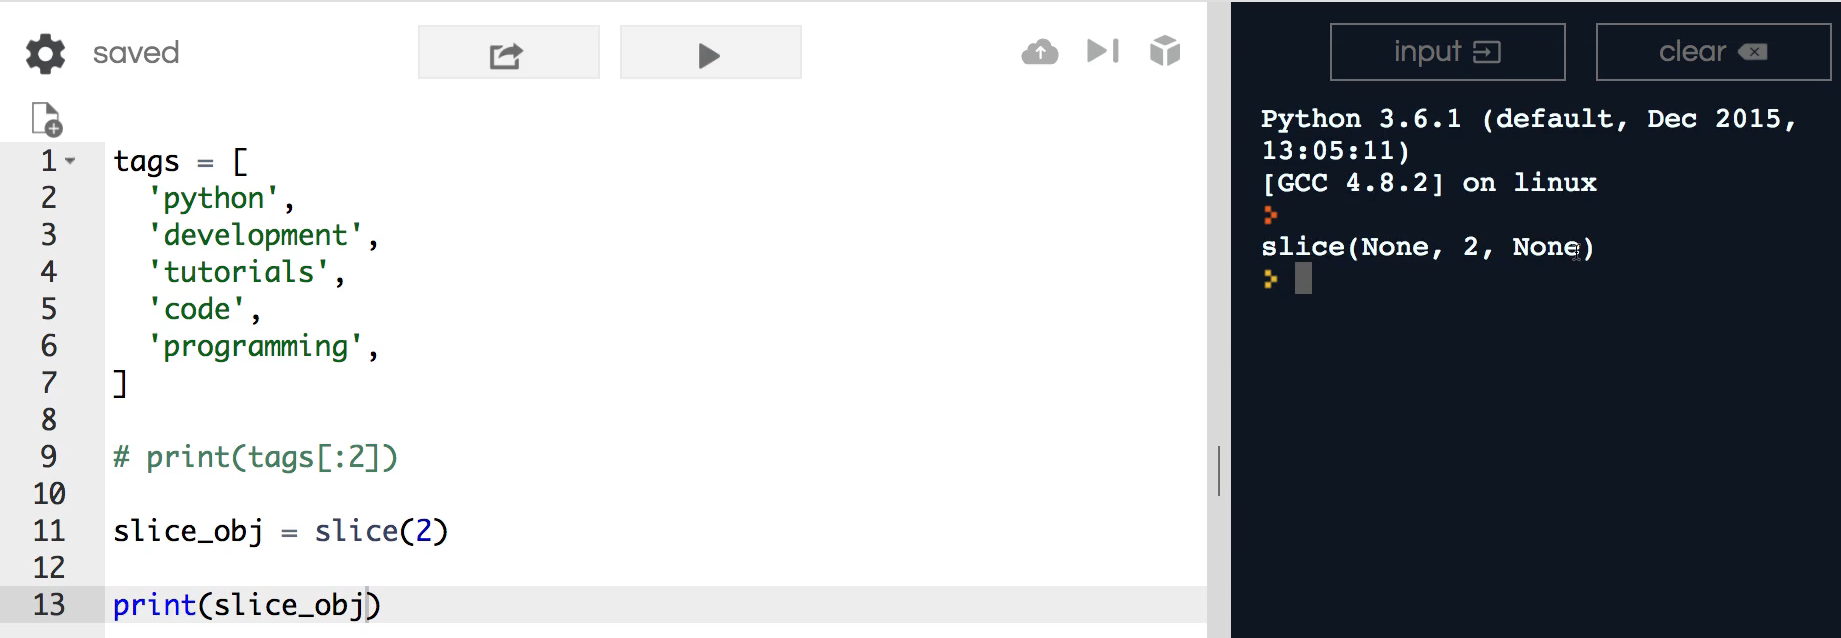 saved
input
clear
1 tags = [
2 'python',
3 'development',
4 'tutorials',
5 'code',
6 'programming',
7 ]
8
9 # print(tags[:2])
10
11 slice_obj = slice(2)
12
13 print(slice_obj)
Python 3.6.1 (default, Dec 2015,
13:05:11)
[GCC 4.8.2] on linux
slice(None, 2, None)